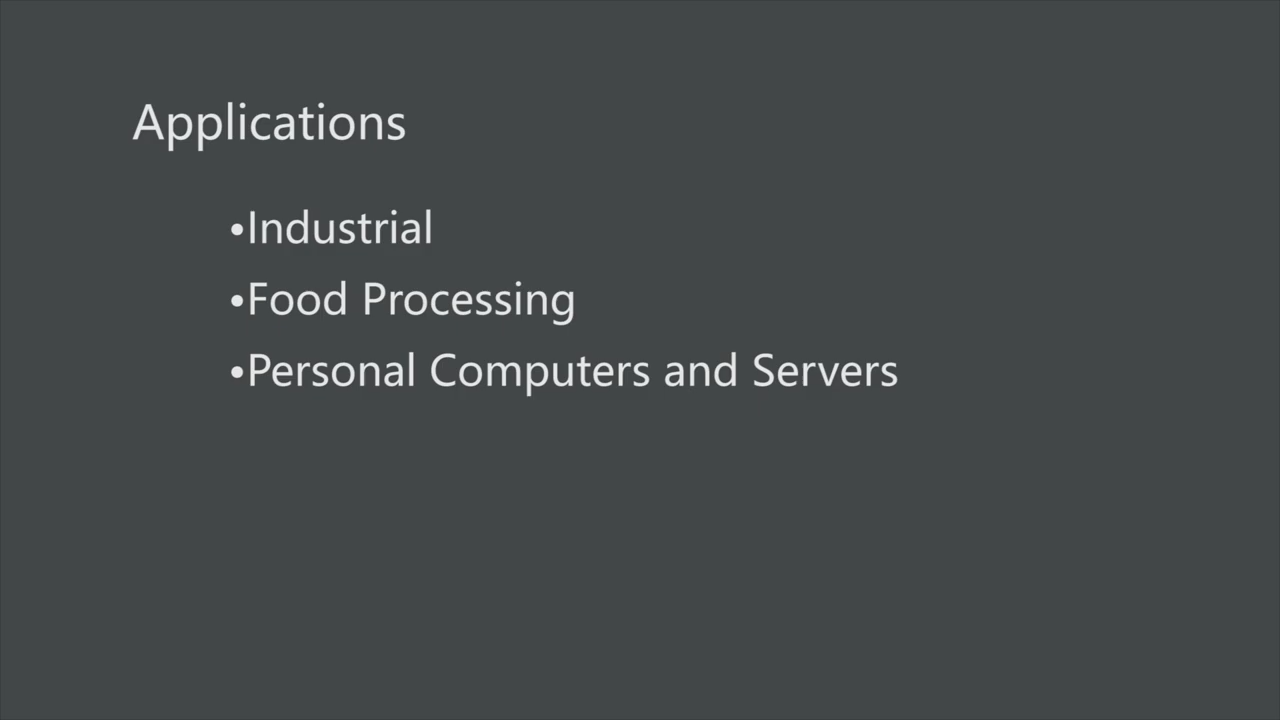 Applications
•Industrial
•Food Processing
•Personal Computers and Servers